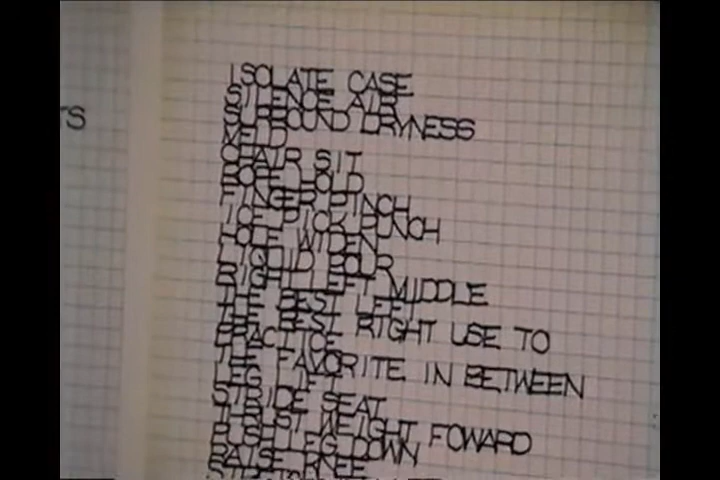 TS
ISOLATE CASE
SILENCE AIR
SURROUND DRYNESS
MELD
CHAIR SIT
ROPE HOLD
FINGER PINCH
ICE PICK PUNCH
HOLE WIDEN
LIQUID POUR
RIGHT LEFT MIDDLE
THE BEST LEFT
THE BEST RIGHT USE TO
PRACTICE
THE FAVORITE IN BETWEEN
LEG LIFT
STRIDE SEAT
THRUST WEIGHT FOWARD
PUSH LEG DOWN
RAISE KNEE